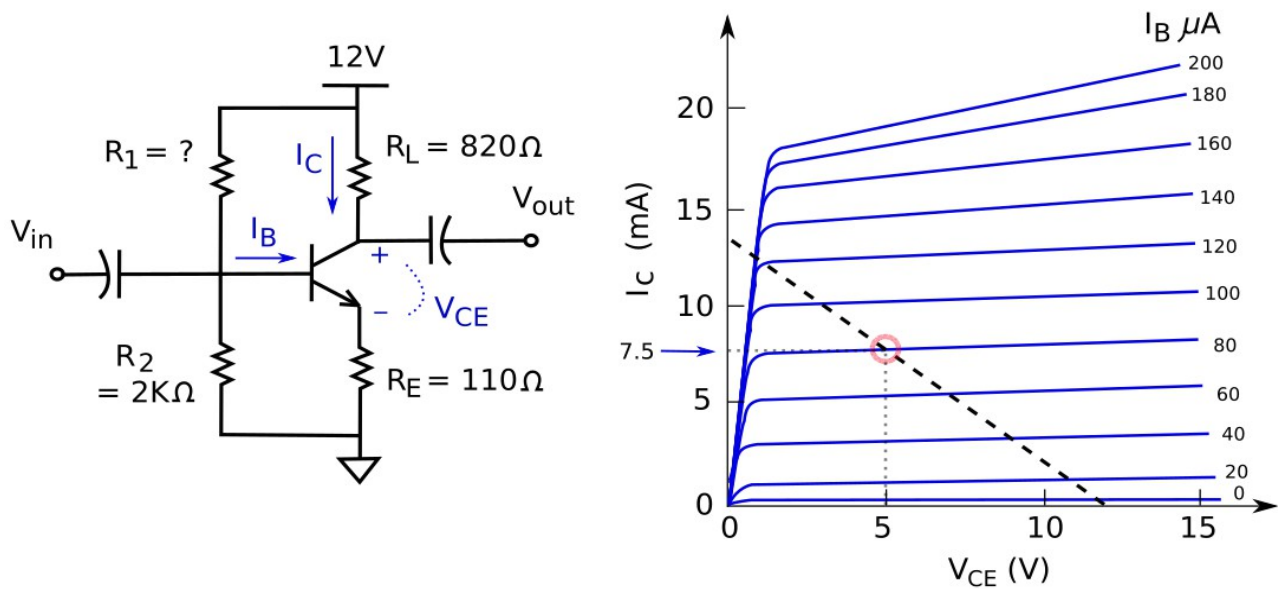 12V
R1 = ?
IC
RL = 820Ω
Vin
IB
Vout
+
−
VCE
R2
= 2KΩ
RE = 110Ω
IB µA
200
180
160
140
120
100
80
60
40
20
0
20
15
10
7.5
5
0
IC (mA)
0
5
10
15
VCE (V)